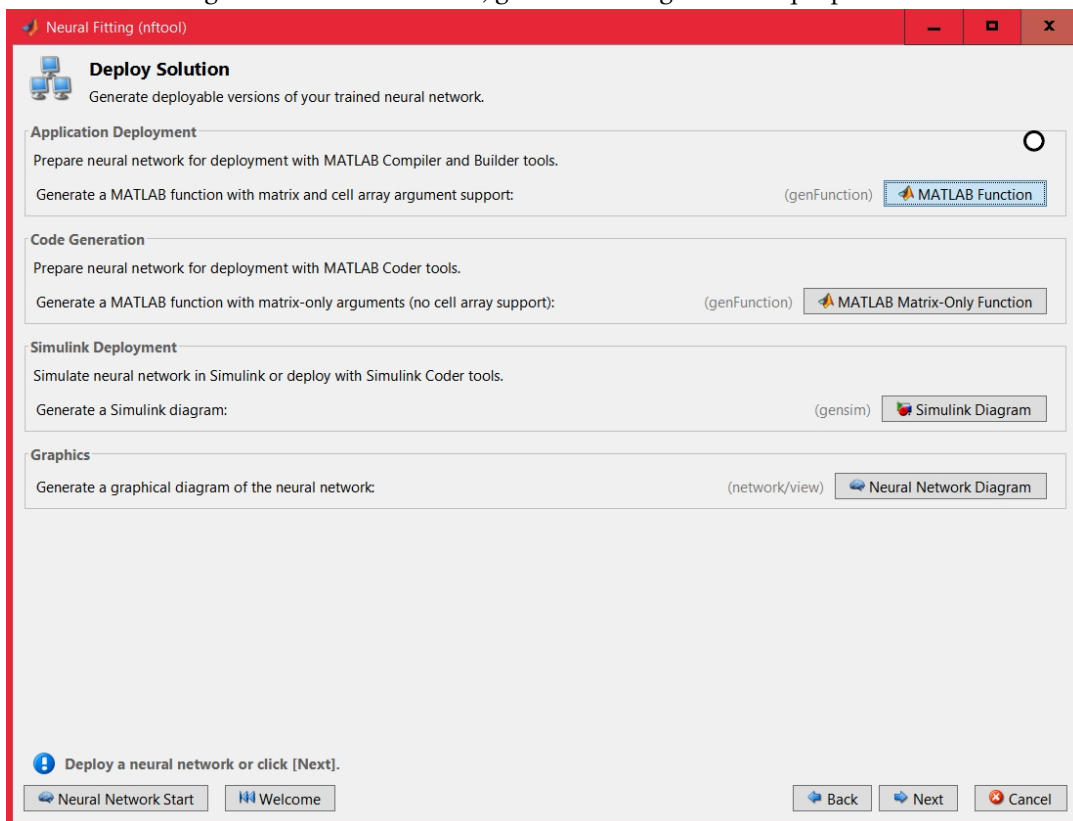 Neural Fitting (nftool)
Deploy Solution
Generate deployable versions of your trained neural network.
Application Deployment
Prepare neural network for deployment with MATLAB Compiler and Builder tools.
Generate a MATLAB function with matrix and cell array argument support: (genFunction) MATLAB Function
Code Generation
Prepare neural network for deployment with MATLAB Coder tools.
Generate a MATLAB function with matrix-only arguments (no cell array support): (genFunction) MATLAB Matrix-Only Function
Simulink Deployment
Simulate neural network in Simulink or deploy with Simulink Coder tools.
Generate a Simulink diagram: (gensim) Simulink Diagram
Graphics
Generate a graphical diagram of the neural network: (network/view) Neural Network Diagram
Deploy a neural network or click [Next].
Neural Network Start Welcome Back Next Cancel